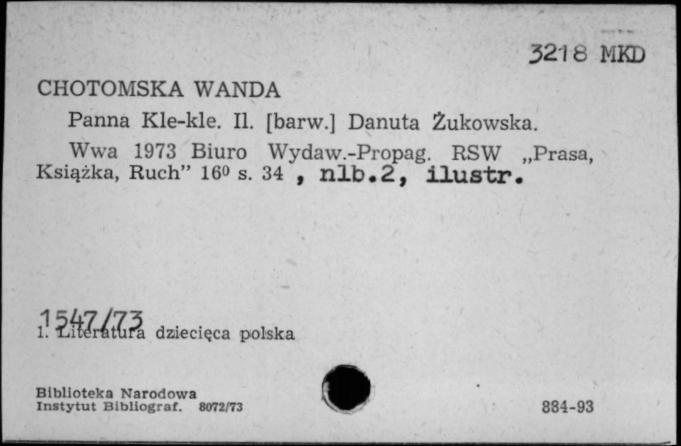 3218 MKD
CHOTOMSKA WANDA
Panna Kle-kle. Il. [barw.] Danuta Żukowska.
Wwa 1973 Biuro Wydaw.-Propag. RSW „Prasa,
Książka, Ruch” 16⁰ s. 34 , nlb.2, ilustr.
1547/73
1. Literatura dziecięca polska
Biblioteka Narodowa
Instytut Bibliograf. 8072/73
884-93